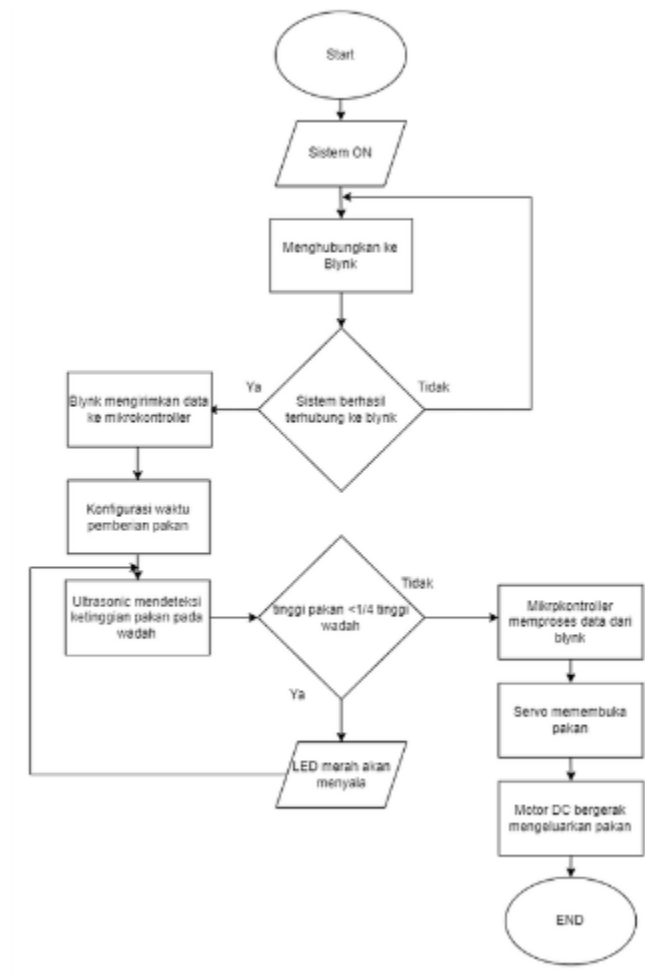 Start
Sistem ON
Menghubungkan ke
Blynk
Sistem berhasil
terhubung ke blynk
Ya
Tidak
Blynk mengirimkan data
ke mikrokontroller
Konfigurasi waktu
pemberian pakan
Ultrasonic mendeteksi
ketinggian pakan pada
wadah
tinggi pakan <1/4 tinggi
wadah
Tidak
Ya
LED merah akan
menyala
Mikrpkontroller
memproses data dari
blynk
Servo memembuka
pakan
Motor DC bergerak
mengeluarkan pakan
END